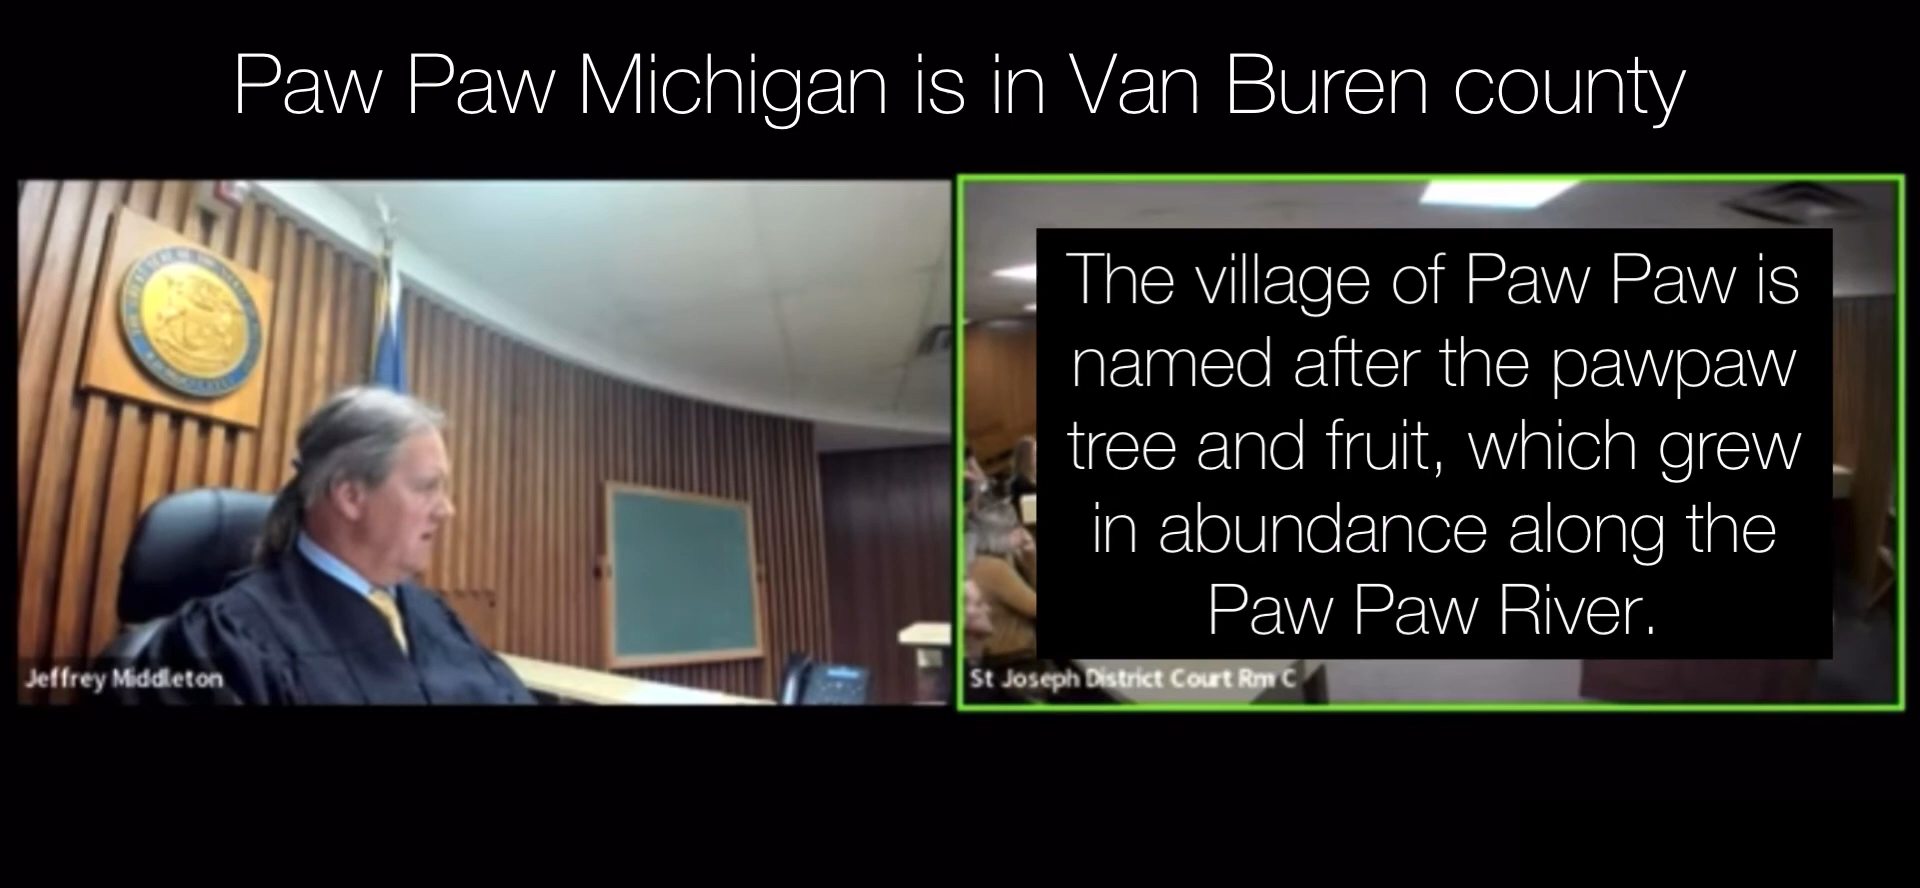 Paw Paw Michigan is in Van Buren county
The village of Paw Paw is
named after the pawpaw
tree and fruit, which grew
in abundance along the
Paw Paw River.
Jeffrey Middleton
St Joseph District Court Rm C